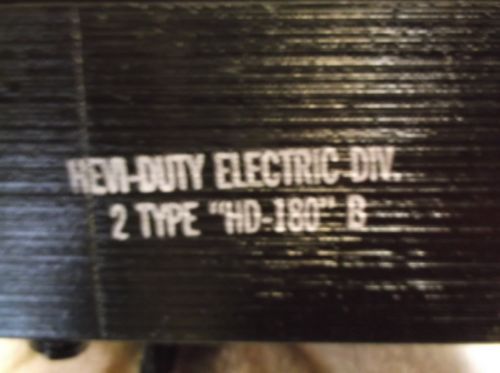 HEVI-DUTY ELECTRIC DIV.
2 TYPE "HD-180" B